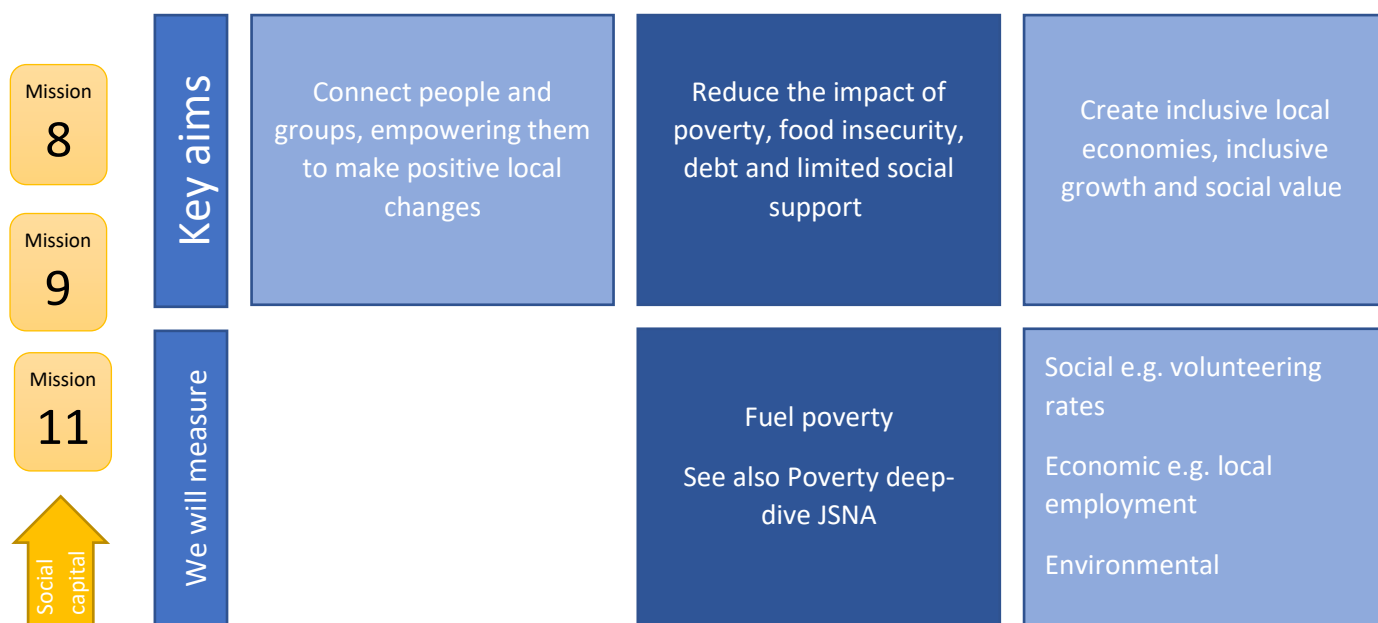 Mission
8
Mission
9
Mission
11
Social
capital
Key aims
Connect people and
groups, empowering them
to make positive local
changes
Reduce the impact of
poverty, food insecurity,
debt and limited social
support
Create inclusive local
economies, inclusive
growth and social value
We will measure
Fuel poverty
See also Poverty deep-
dive JSNA
Social e.g. volunteering
rates
Economic e.g. local
employment
Environmental